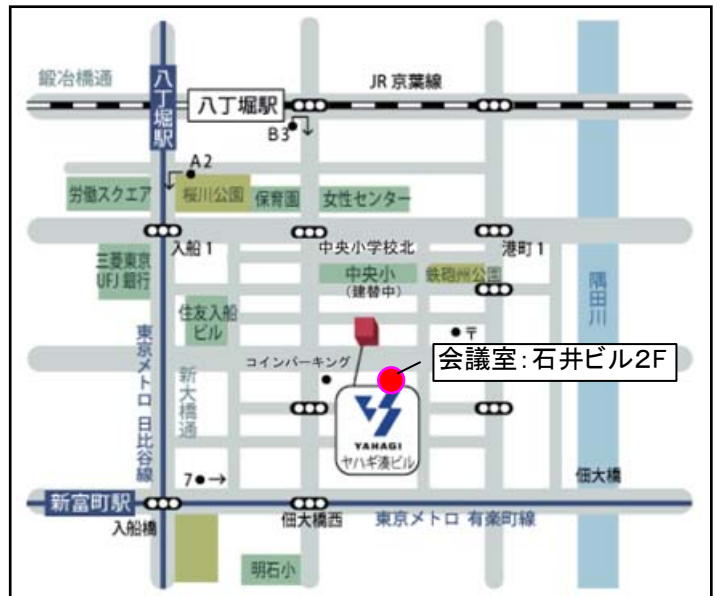 鍛冶橋通
八丁堀駅
八丁堀駅
JR 京葉線
B3
A2
労働スクエア
桜川公園
保育園
女性センター
入船 1
中央小学校北
港町 1
三菱東京
UFJ 銀行
中央小
(建替中)
鉄砲州公園
隅田川
住友入船
ビル
〒
会議室:石井ビル2F
コインパーキング
東京メトロ 日比谷線
新大橋通
YAHAGI
ヤハギ湊ビル
7
佃大橋
新富町駅
入船橋
佃大橋西
東京メトロ 有楽町線
明石小